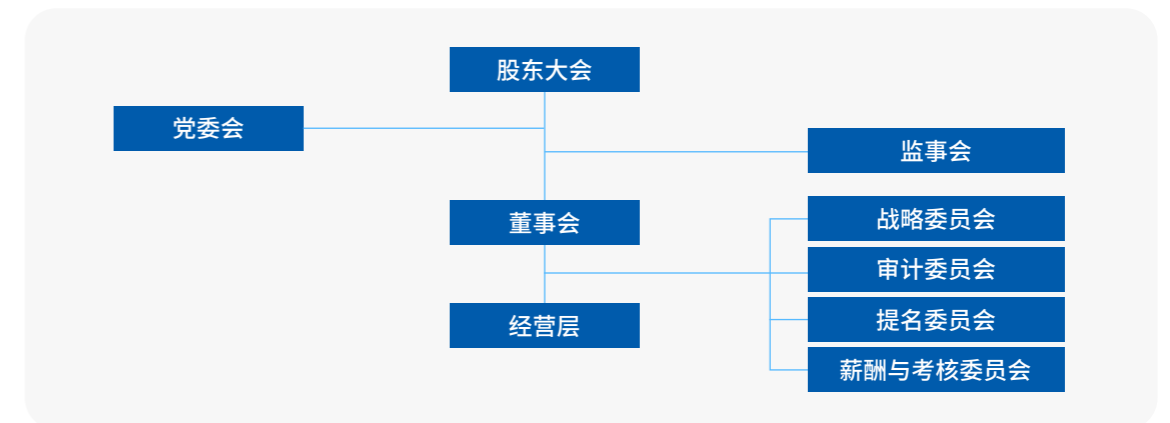 股东大会
党委会
监事会
董事会
战略委员会
审计委员会
提名委员会
经营层
薪酬与考核委员会